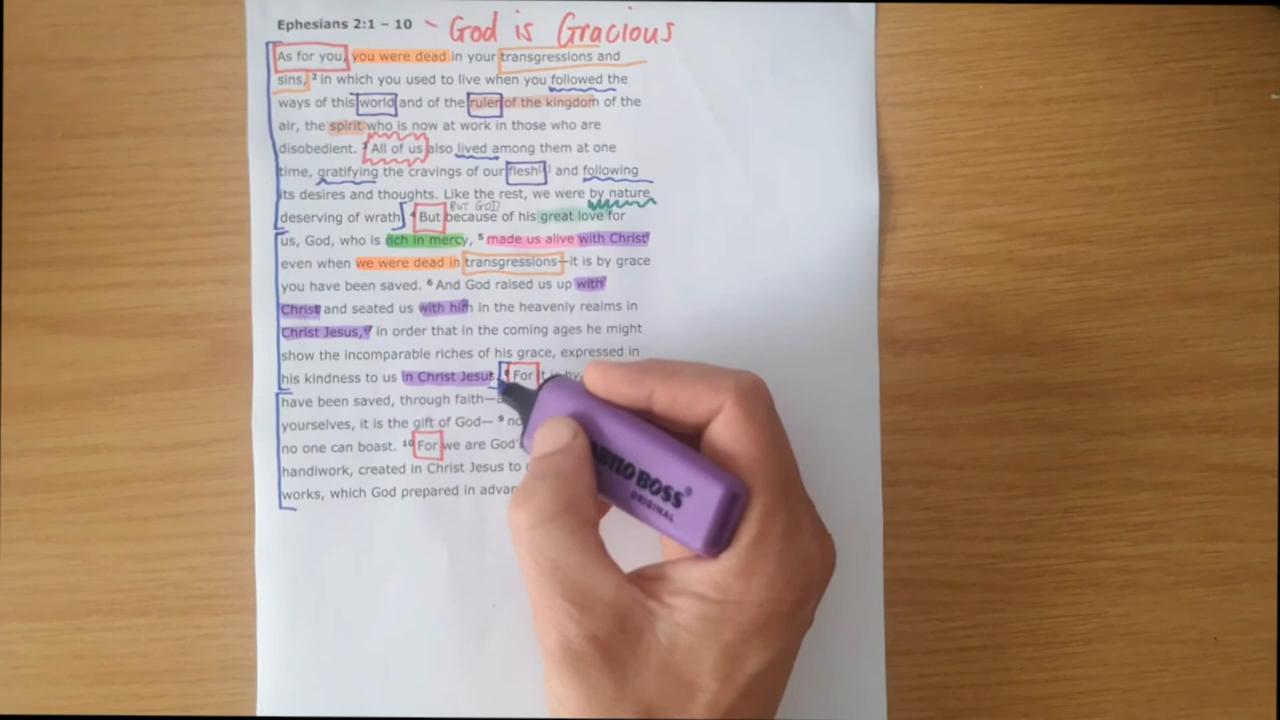 Ephesians 2:1 – 10 ~ God is Gracious
As for you, you were dead in your transgressions and
sins, 2 in which you used to live when you followed the
ways of this world and of the ruler of the kingdom of the
air, the spirit who is now at work in those who are
disobedient. 3 All of us also lived among them at one
time, gratifying the cravings of our flesh[ ] and following
its desires and thoughts. Like the rest, we were by nature
BUT GOD
deserving of wrath. 4 But because of his great love for
us, God, who is rich in mercy, 5 made us alive with Christ
even when we were dead in transgressions—it is by grace
you have been saved. 6 And God raised us up with
Christ and seated us with him in the heavenly realms in
Christ Jesus, 7 in order that in the coming ages he might
show the incomparable riches of his grace, expressed in
his kindness to us in Christ Jesus. 8 For it is by
have been saved, through faith—
yourselves, it is the gift of God— 9 no
no one can boast. 10 For we are God's
handiwork, created in Christ Jesus to
works, which God prepared in advan
BOSS®
ORIGINAL